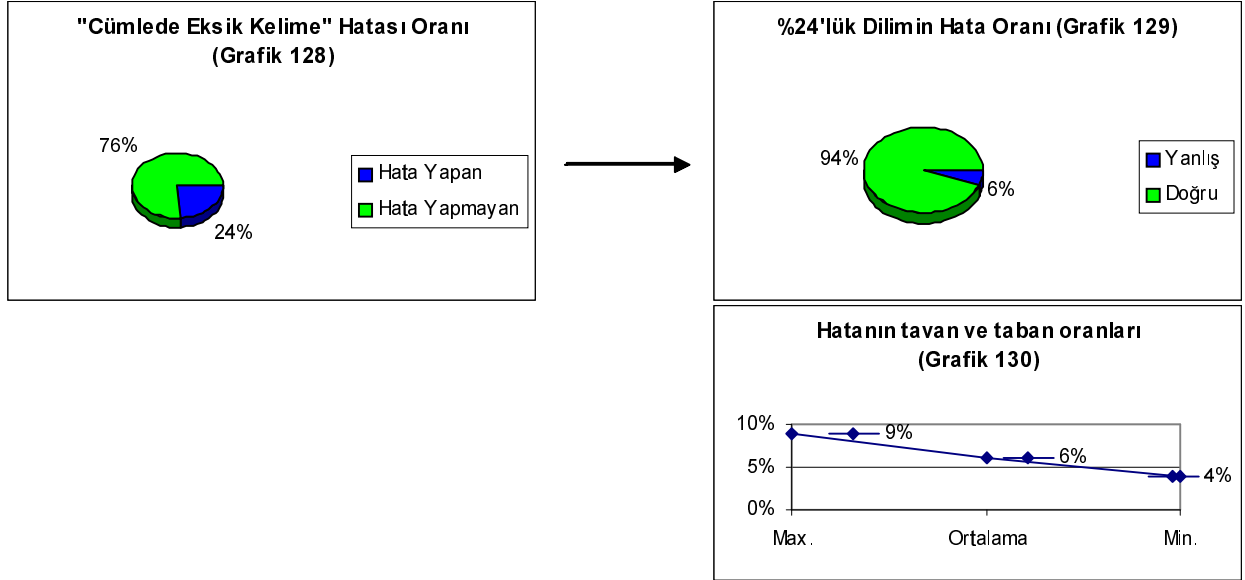 "Cümlede Eksik Kelime" Hatası Oranı
(Grafik 128)
76%
24%
Hata Yapan
Hata Yapmayan
%24'lük Dilimin Hata Oranı (Grafik 129)
94%
6%
Yanlış
Doğru
Hatanın tavan ve taban oranları
(Grafik 130)
10%
5%
0%
9%
6%
4%
Max.
Ortalama
Min.